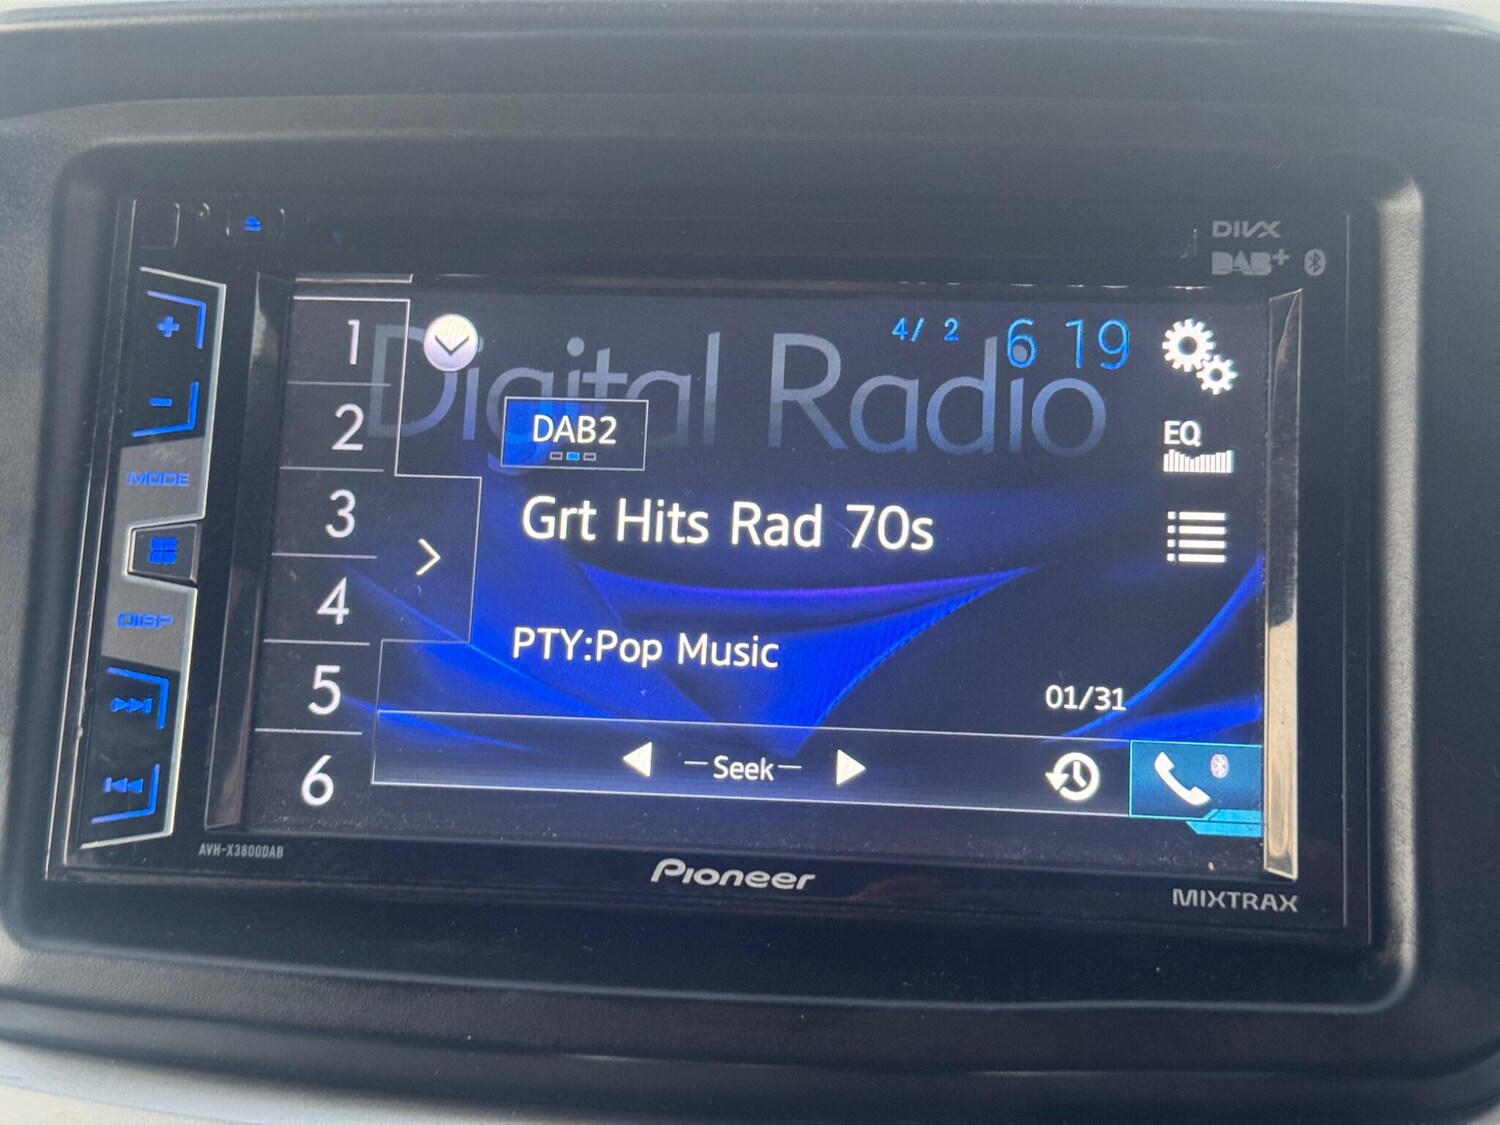 DIVX
DAB+
+
-
MODE
DISP
1
2
3
4
5
6
Digital Radio
4/ 2 6 19
DAB2
EQ
Grt Hits Rad 70s
PTY:Pop Music
01/31
Seek
AVH-X3800DAB
Pioneer
MIXTRAX